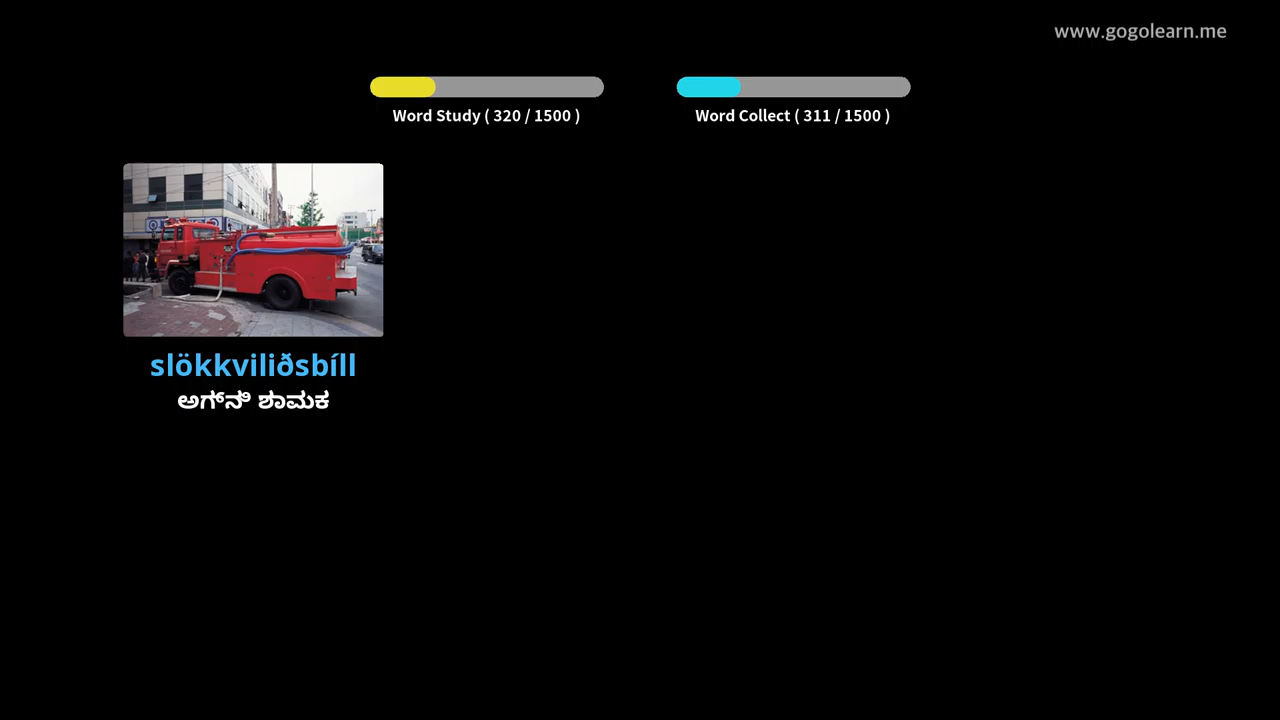 www.gogolearn.me
Word Study ( 320 / 1500 )
Word Collect ( 311 / 1500 )
slökkviliðsbíll
ಅಗ್‌ನಿ ಶಾಮಕ